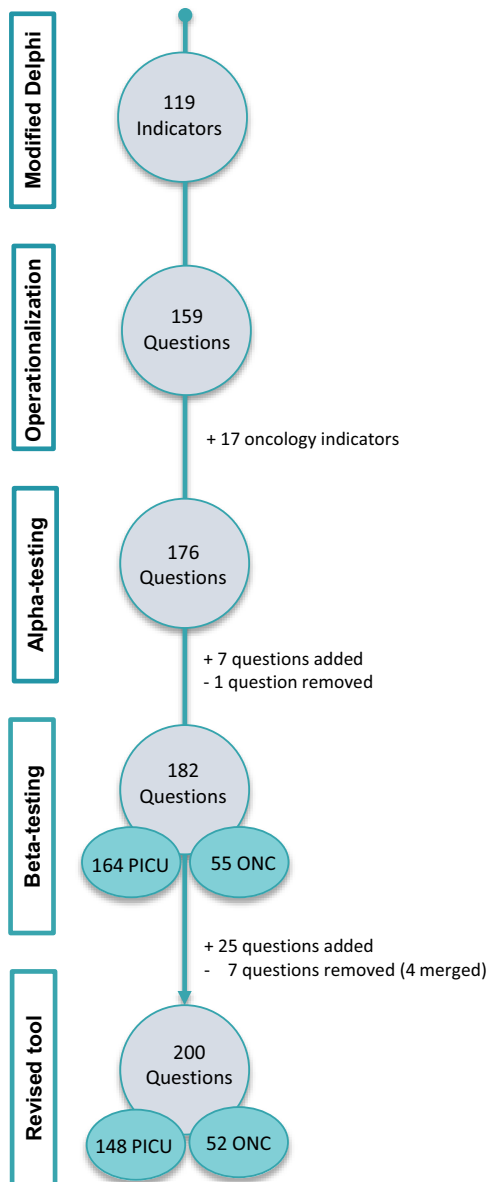 Modified Delphi
119
Indicators
Operationalization
159
Questions
+ 17 oncology indicators
Alpha-testing
176
Questions
+ 7 questions added
- 1 question removed
Beta-testing
182
Questions
164 PICU
55 ONC
+ 25 questions added
- 7 questions removed (4 merged)
Revised tool
200
Questions
148 PICU
52 ONC